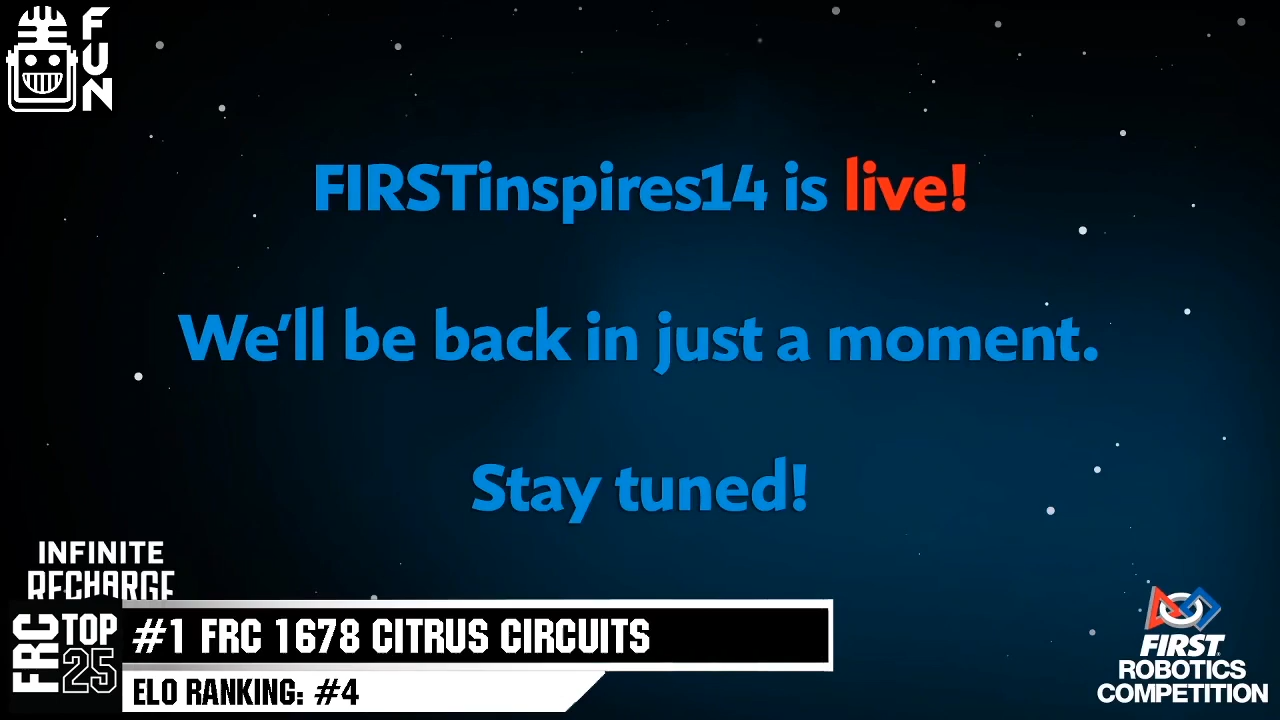 FUN
FIRSTinspires14 is live!
We'll be back in just a moment.
Stay tuned!
INFINITE
RECHARGE
FRC TOP 25
#1 FRC 1678 CITRUS CIRCUITS
ELO RANKING: #4
FIRST
ROBOTICS
COMPETITION